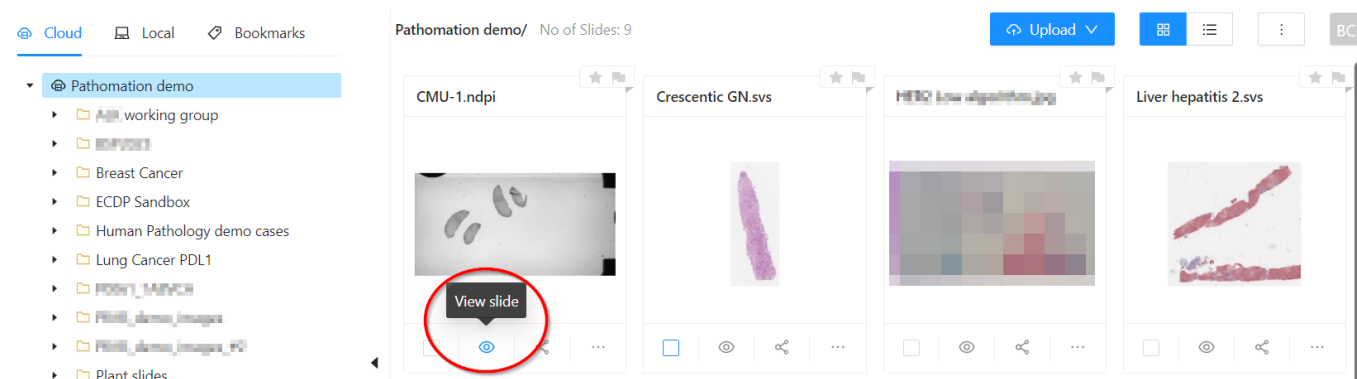 Cloud
Local
Bookmarks
Pathomation demo
working group
Breast Cancer
ECDP Sandbox
Human Pathology demo cases
Lung Cancer PDL1
Plant slides
Pathomation demo/ No of Slides: 9
Upload
BC
CMU-1.ndpi
Crescentic GN.svs
Liver hepatitis 2.svs
View slide